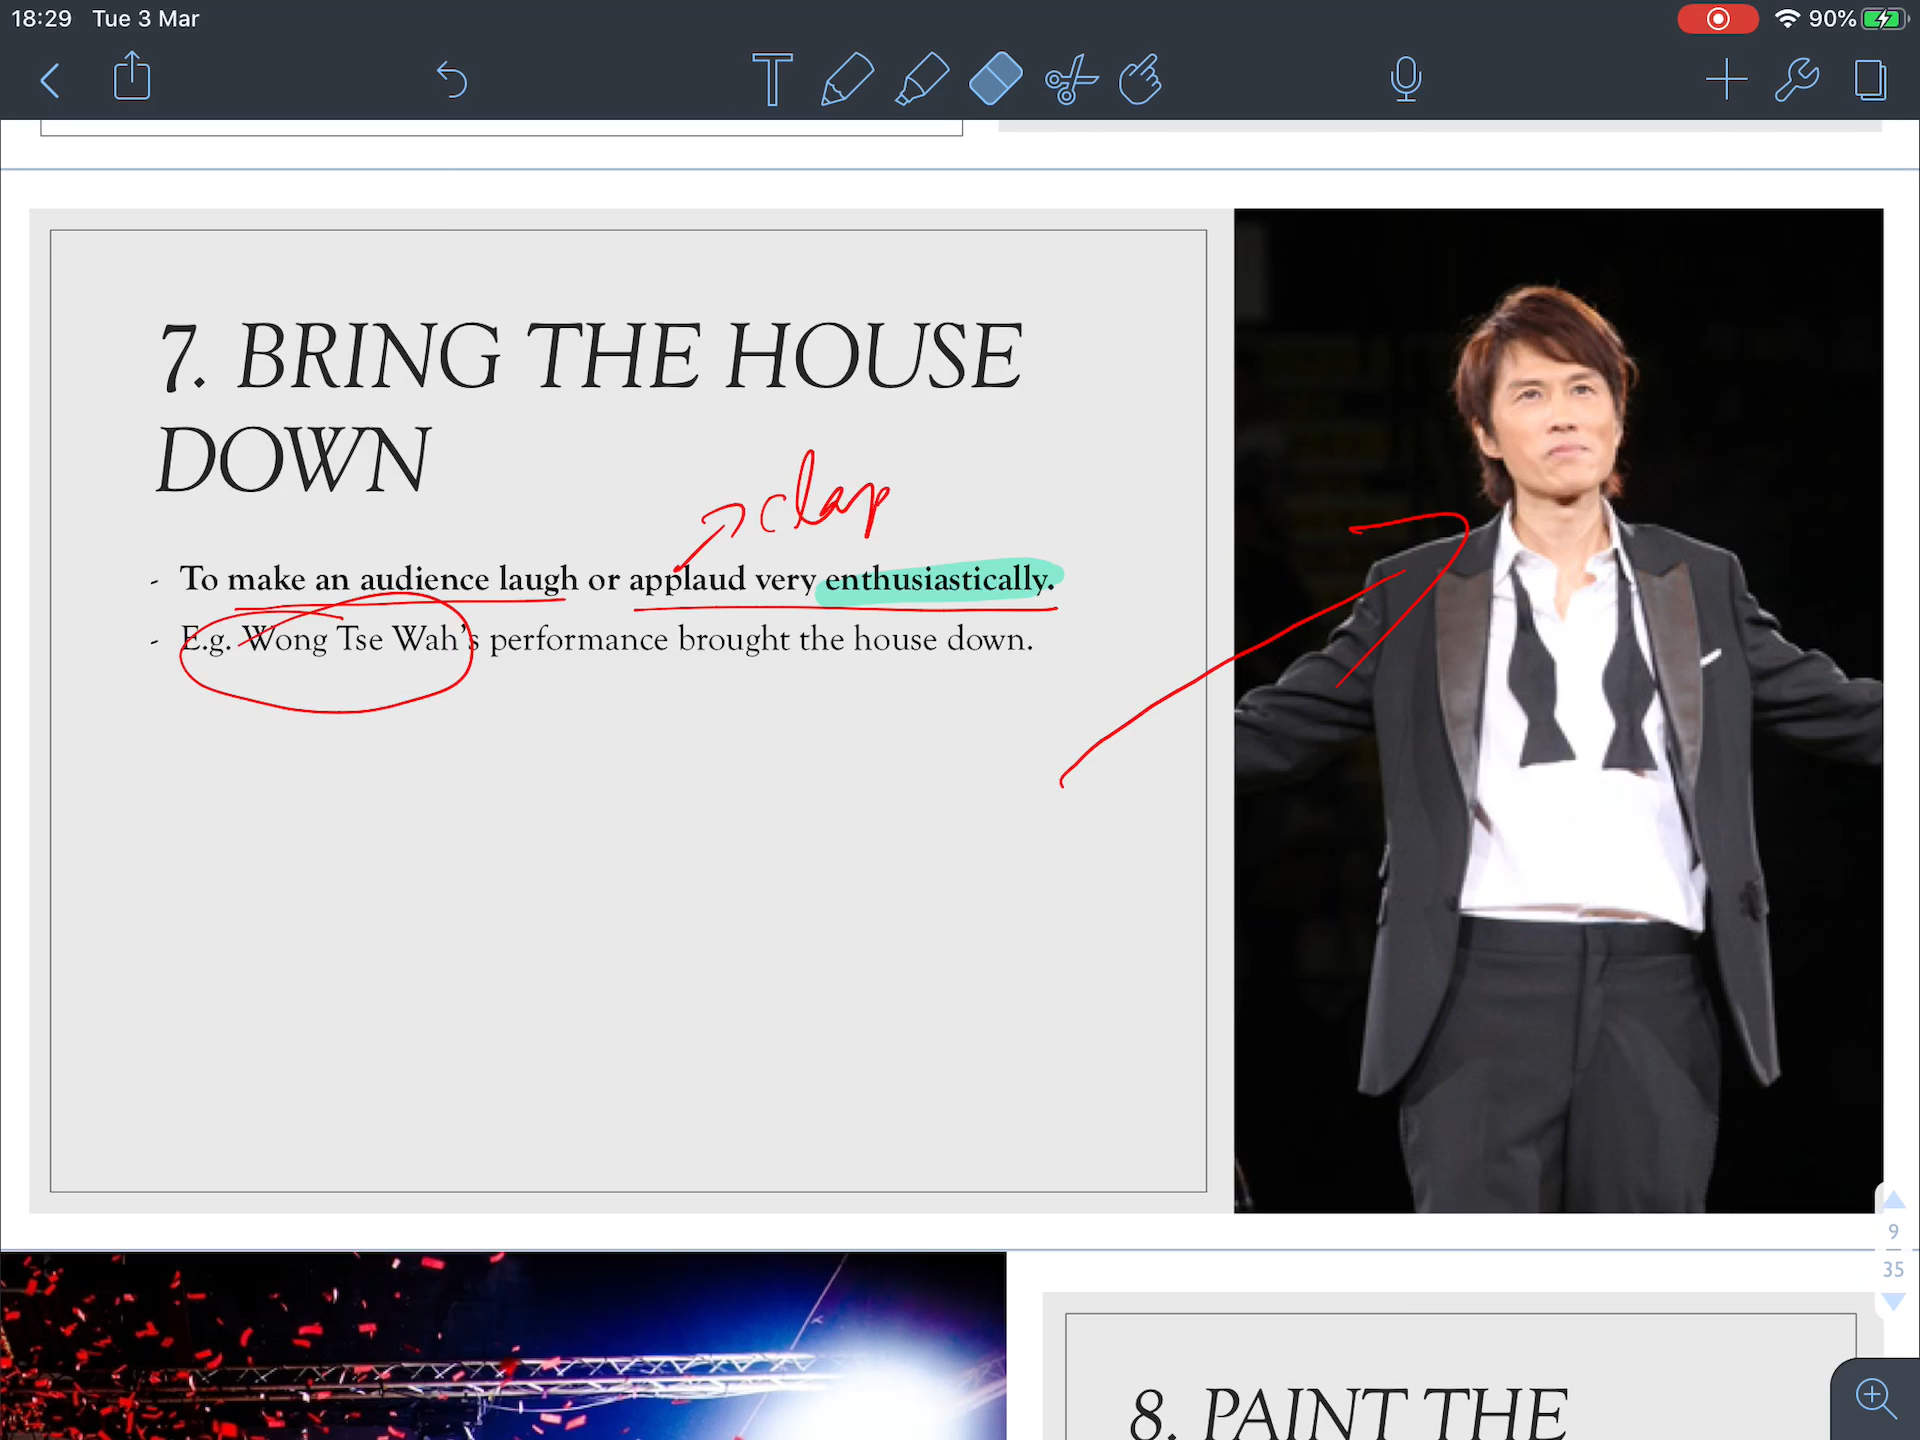 18:29 Tue 3 Mar
90%
7. BRING THE HOUSE
DOWN
clap
- To make an audience laugh or applaud very enthusiastically.
- E.g. Wong Tse Wah's performance brought the house down.
9
35
8. PAINT THE